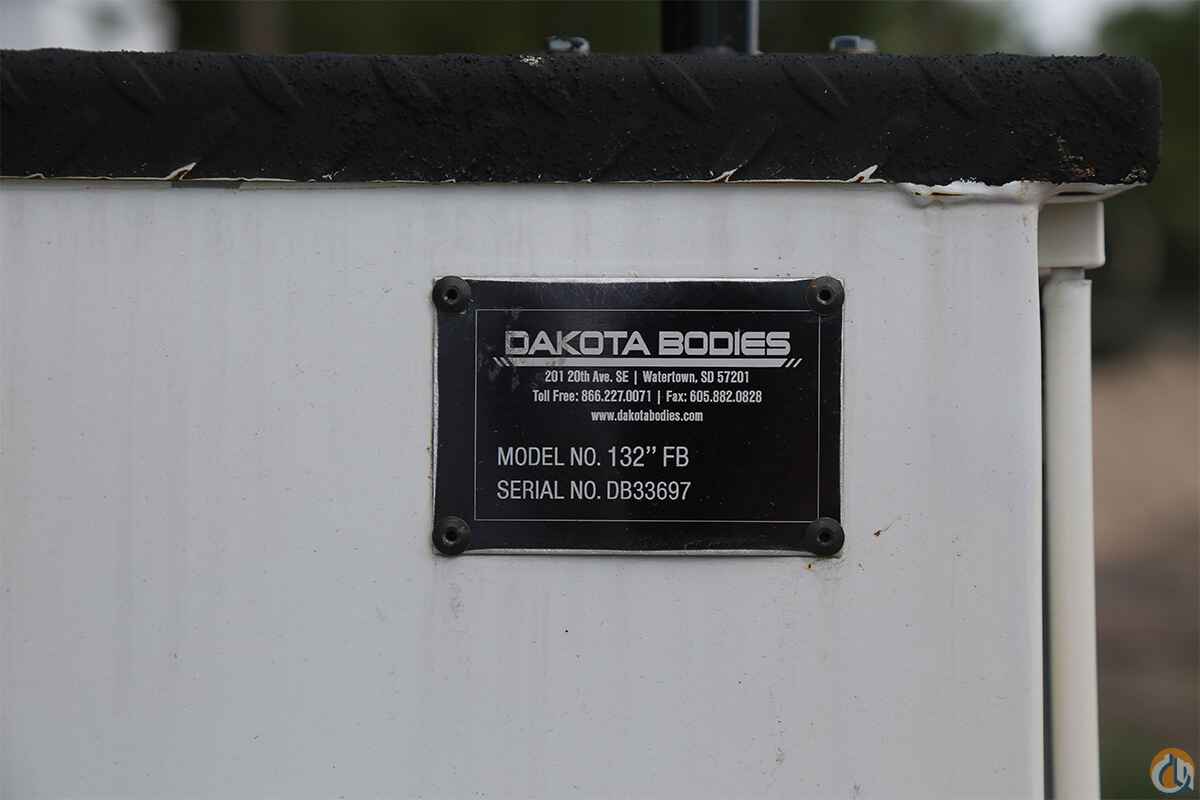 DAKOTA BODIES
201 20th Ave. SE | Watertown, SD 57201
Toll Free: 866.227.0071 | Fax: 605.882.0828
www.dakotabodies.com
MODEL NO. 132” FB
SERIAL NO. DB33697